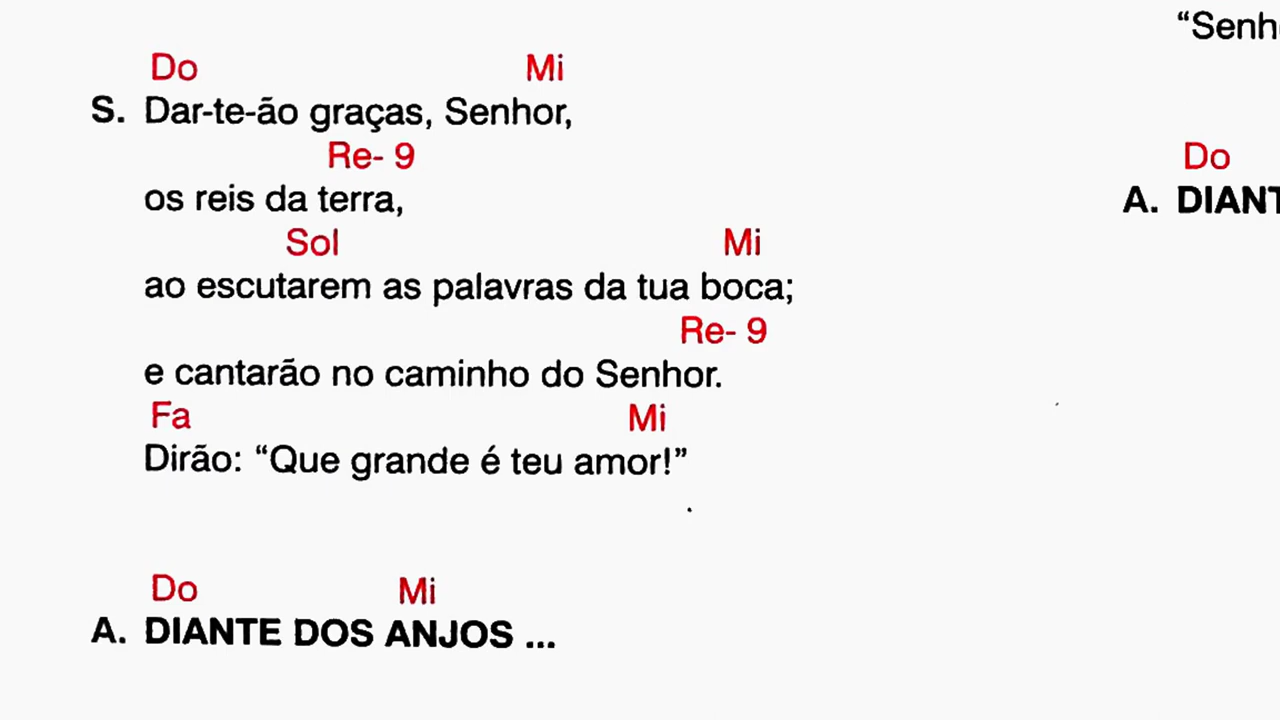 Do Mi
S. Dar-te-ão graças, Senhor,
Re- 9
os reis da terra,
Sol Mi
ao escutarem as palavras da tua boca;
Re- 9
e cantarão no caminho do Senhor.
Fa Mi
Dirão: “Que grande é teu amor!”
Do Mi
A. DIANTE DOS ANJOS ...
“Senh
Do
A. DIANT